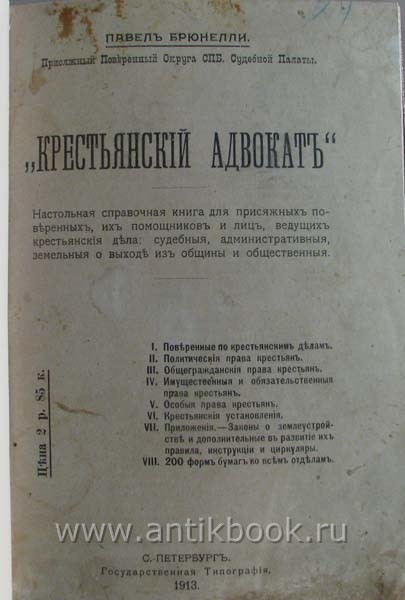 ПАВЕЛЪ БРЮНЕЛЛИ.
Присяжный Повѣренный Округа СПБ. Судебной Палаты.
„КРЕСТЬЯНСКІЙ АДВОКАТЪ“
Настольная справочная книга для присяжныхъ по-
вѣренныхъ, ихъ помощниковъ и лицъ, ведущихъ
крестьянскія дѣла: судебныя, административныя,
земельныя о выходѣ изъ общины и общественныя.
I. Повѣренные по крестьянскимъ дѣламъ.
II. Политическія права крестьянъ.
III. Общегражданскія права крестьянъ.
IV. Имущественныя и обязательственныя
права крестьянъ.
V. Особыя права крестьянъ.
VI. Крестьянскія установленія.
VII. Приложенія.—Законы о землеустрой-
ствѣ и дополнительные въ развитіе ихъ
правила, инструкціи и циркуляры.
VIII. 200 формъ бумагъ ко всѣмъ отдѣламъ.
Цѣна 2 р. 85 к.
www.antikbook.ru
С.-ПЕТЕРБУРГЪ.
Государственная Типографія.
1913.